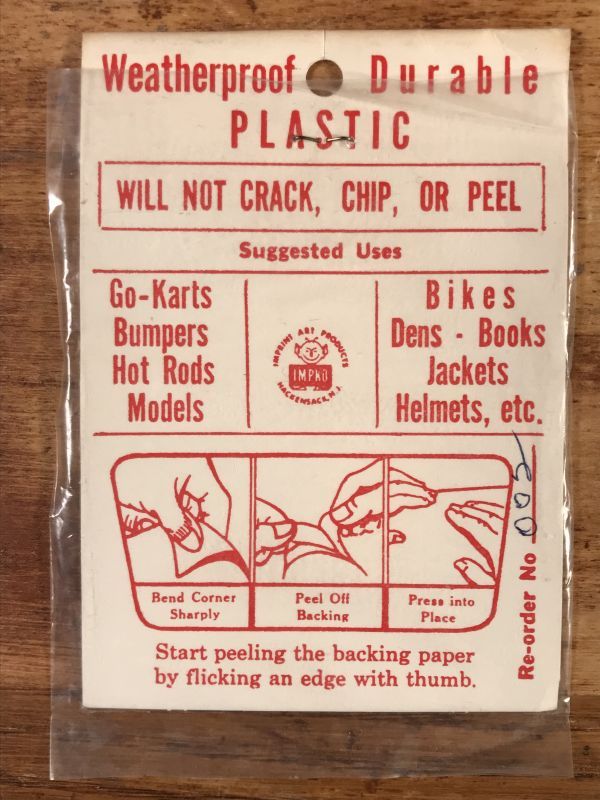 Weatherproof Durable
PLASTIC
WILL NOT CRACK, CHIP, OR PEEL
Suggested Uses
Go-Karts
Bumpers
Hot Rods
Models
IMPRINT ART PRODUCTS
IMPKO
HACKENSACK, N.J.
Bikes
Dens - Books
Jackets
Helmets, etc.
Bend Corner
Sharply
Peel Off
Backing
Press into
Place
Re-order No
Start peeling the backing paper
by flicking an edge with thumb.